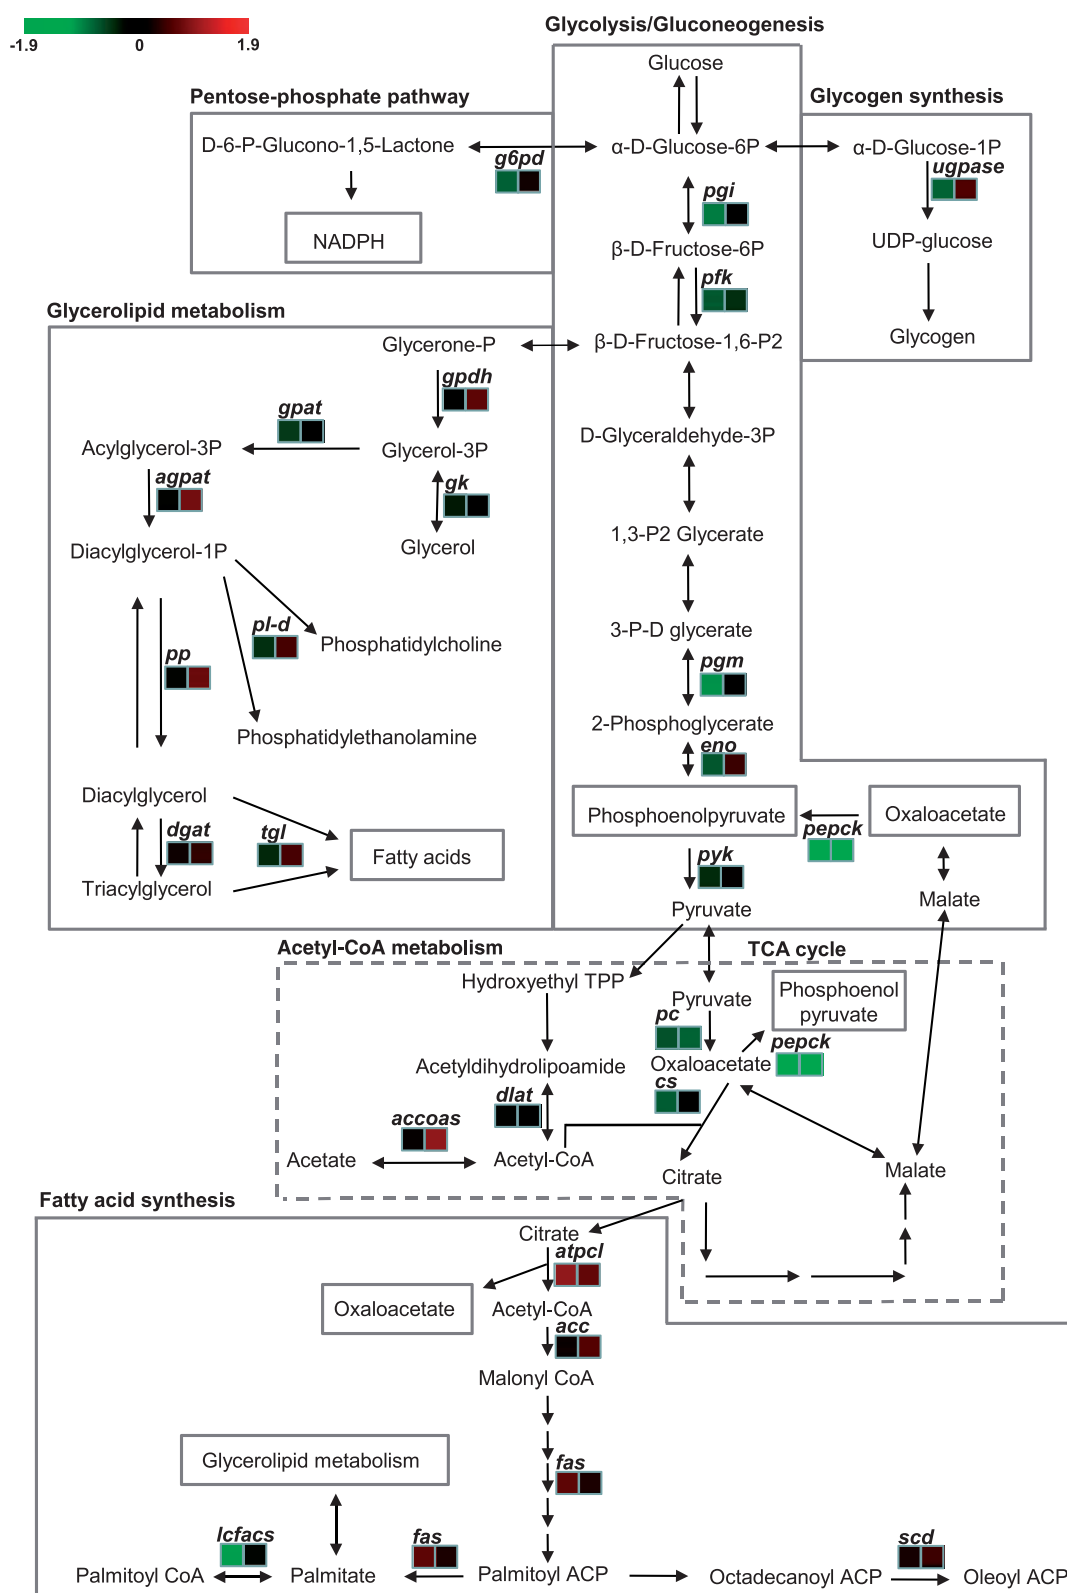 Glycolysis/Gluconeogenesis
-1.9 0 1.9
Glucose
Pentose-phosphate pathway
Glycogen synthesis
D-6-P-Glucono-1,5-Lactone
α-D-Glucose-6P
α-D-Glucose-1P
g6pd
ugpase
pgi
NADPH
β-D-Fructose-6P
UDP-glucose
pfk
Glycerolipid metabolism
Glycerone-P
β-D-Fructose-1,6-P2
Glycogen
gpdh
gpat
Acylglycerol-3P
Glycerol-3P
D-Glyceraldehyde-3P
agpat
gk
Diacylglycerol-1P
Glycerol
1,3-P2 Glycerate
pl-d
Phosphatidylcholine
3-P-D glycerate
pp
pgm
Phosphatidylethanolamine
2-Phosphoglycerate
eno
Diacylglycerol
Phosphoenolpyruvate
Oxaloacetate
dgat
tgl
pepck
Fatty acids
pyk
Triacylglycerol
Pyruvate
Malate
Acetyl-CoA metabolism
TCA cycle
Hydroxyethyl TPP
Pyruvate
Phosphoenol
pyruvate
pc
pepck
Acetyldihydrolipoamide
Oxaloacetate
cs
dlat
accoas
Acetate
Acetyl-CoA
Citrate
Malate
Fatty acid synthesis
Citrate
atpcl
Oxaloacetate
Acetyl-CoA
acc
Malonyl CoA
Glycerolipid metabolism
fas
lcfacs
fas
scd
Palmitoyl CoA
Palmitate
Palmitoyl ACP
Octadecanoyl ACP
Oleoyl ACP